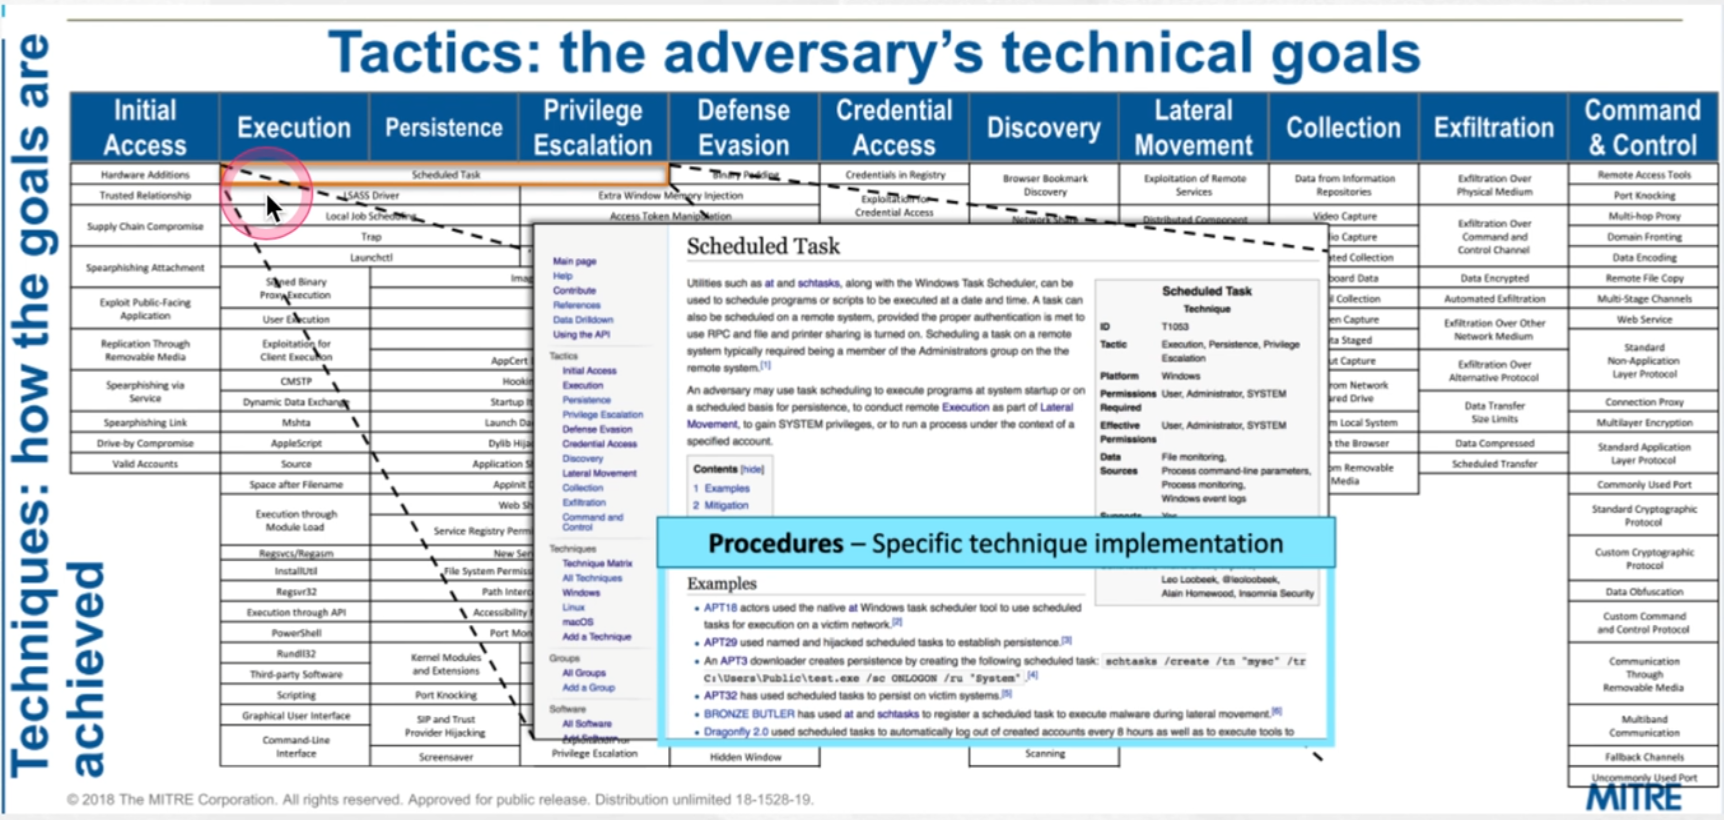 Tactics: the adversary's technical goals
Techniques: how the goals are
achieved
Initial
Access
Execution
Persistence
Privilege
Escalation
Defense
Evasion
Credential
Access
Discovery
Lateral
Movement
Collection
Exfiltration
Command
& Control
Hardware Additions
Trusted Relationship
Supply Chain Compromise
Spearphishing Attachment
Exploit Public-Facing
Application
Replication Through
Removable Media
Spearphishing via
Service
Spearphishing Link
Drive-by Compromise
Valid Accounts
Scheduled Task
LSASS Driver
Local Job Scheduling
Trap
Launchctl
Signed Binary
Proxy Execution
User Execution
Exploitation for
Client Execution
CMSTP
Dynamic Data Exchange
Mshta
AppleScript
Source
Space after Filename
Execution through
Module Load
Regsvcs/Regasm
InstallUtil
Regsvr32
Execution through API
PowerShell
Rundll32
Third-party Software
Scripting
Graphical User Interface
Command-Line
Interface
AppCert
Startup
Dylib
Application
AppInit
Web
Service Registry
New
File System
Path
Accessibility
Port
Kernel Modules
and Extensions
Port Knocking
SIP and Trust
Provider Hijacking
Screensaver
Extra Window Memory Injection
Access Token Manipulation
Privilege Escalation
Binary Padding
Hidden Window
Credentials in Registry
Exploitation for
Credential Access
Browser Bookmark
Discovery
Scanning
Exploitation of Remote
Services
Distributed Component
Data from Information
Repositories
Video Capture
Capture
Collection
Data
Collection
Capture
Staged
Capture
Network
Drive
Local System
the Browser
Removable
Media
Exfiltration Over
Physical Medium
Exfiltration Over
Command and
Control Channel
Data Encrypted
Automated Exfiltration
Exfiltration Over Other
Network Medium
Exfiltration Over
Alternative Protocol
Data Transfer
Size Limits
Data Compressed
Scheduled Transfer
Remote Access Tools
Port Knocking
Multi-hop Proxy
Domain Fronting
Data Encoding
Remote File Copy
Multi-Stage Channels
Web Service
Standard
Non-Application
Layer Protocol
Connection Proxy
Multilayer Encryption
Standard Application
Layer Protocol
Commonly Used Port
Standard Cryptographic
Protocol
Custom Cryptographic
Protocol
Data Obfuscation
Custom Command
and Control Protocol
Communication
Through
Removable Media
Multiband
Communication
Fallback Channels
Uncommonly Used Port
Main page
Help
Contribute
References
Data Drilldown
Using the API
Tactics
Initial Access
Execution
Persistence
Privilege Escalation
Defense Evasion
Credential Access
Discovery
Lateral Movement
Collection
Exfiltration
Command and
Control
Techniques
Technique Matrix
All Techniques
Windows
Linux
macOS
Add a Technique
Groups
All Groups
Add a Group
Software
All Software
Scheduled Task
Utilities such as at and schtasks, along with the Windows Task Scheduler, can be
used to schedule programs or scripts to be executed at a date and time. A task can
also be scheduled on a remote system, provided the proper authentication is met to
use RPC and file and printer sharing is turned on. Scheduling a task on a remote
system typically required being a member of the Administrators group on the the
remote system.[1]
An adversary may use task scheduling to execute programs at system startup or on
a scheduled basis for persistence, to conduct remote Execution as part of Lateral
Movement, to gain SYSTEM privileges, or to run a process under the context of a
specified account.
Contents [hide]
1 Examples
2 Mitigation
Scheduled Task
Technique
ID T1053
Tactic Execution, Persistence, Privilege
Escalation
Platform Windows
Permissions User, Administrator, SYSTEM
Required
Effective User, Administrator, SYSTEM
Permissions
Data File monitoring,
Sources Process command-line parameters,
Process monitoring,
Windows event logs
Leo Loobeek, @leoloobeek,
Alain Homewood, Insomnia Security
Procedures – Specific technique implementation
Examples
• APT18 actors used the native at Windows task scheduler tool to use scheduled
tasks for execution on a victim network.[2]
• APT29 used named and hijacked scheduled tasks to establish persistence.[3]
• An APT3 downloader creates persistence by creating the following scheduled task: schtasks /create /tn "mysc" /tr
C:\Users\Public\test.exe /sc ONLOGON /ru "System".[4]
• APT32 has used scheduled tasks to persist on victim systems.[5]
• BRONZE BUTLER has used at and schtasks to register a scheduled task to execute malware during lateral movement.[6]
• Dragonfly 2.0 used scheduled tasks to automatically log out of created accounts every 8 hours as well as to execute tools to
© 2018 The MITRE Corporation. All rights reserved. Approved for public release. Distribution unlimited 18-1528-19.
MITRE